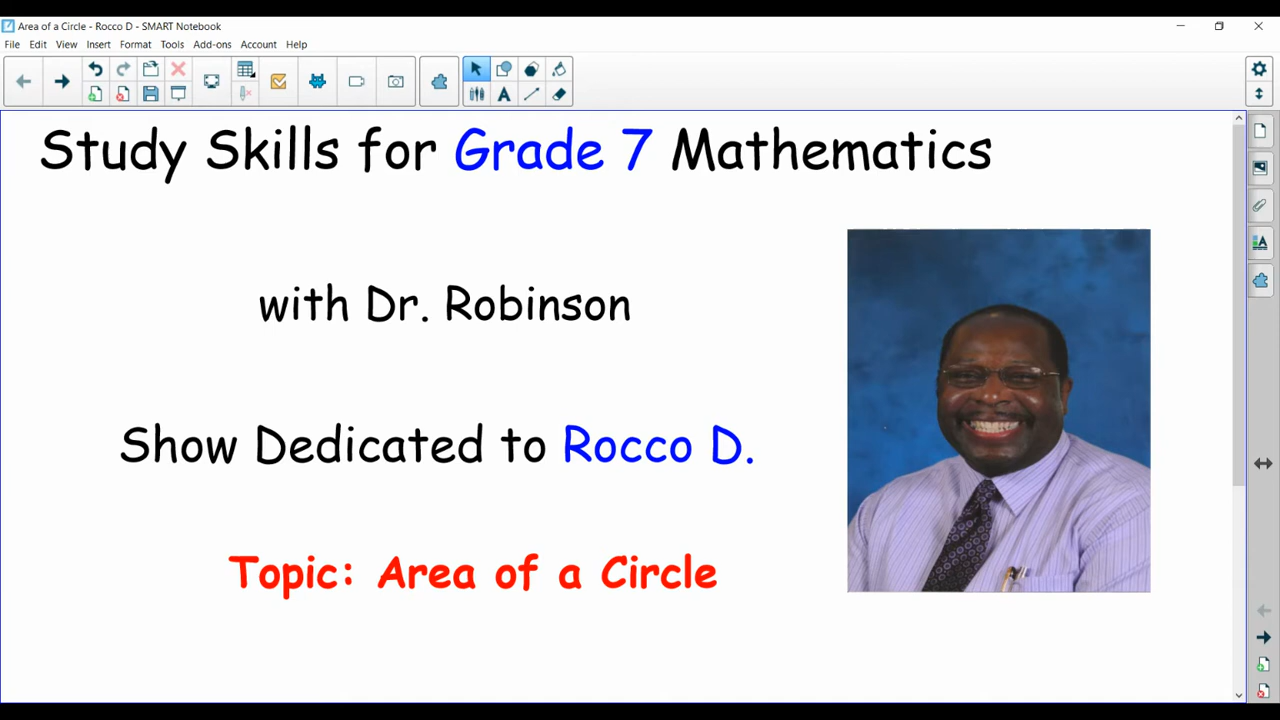 Area of a Circle - Rocco D - SMART Notebook
File Edit View Insert Format Tools Add-ons Account Help
Study Skills for Grade 7 Mathematics
with Dr. Robinson
Show Dedicated to Rocco D.
Topic: Area of a Circle